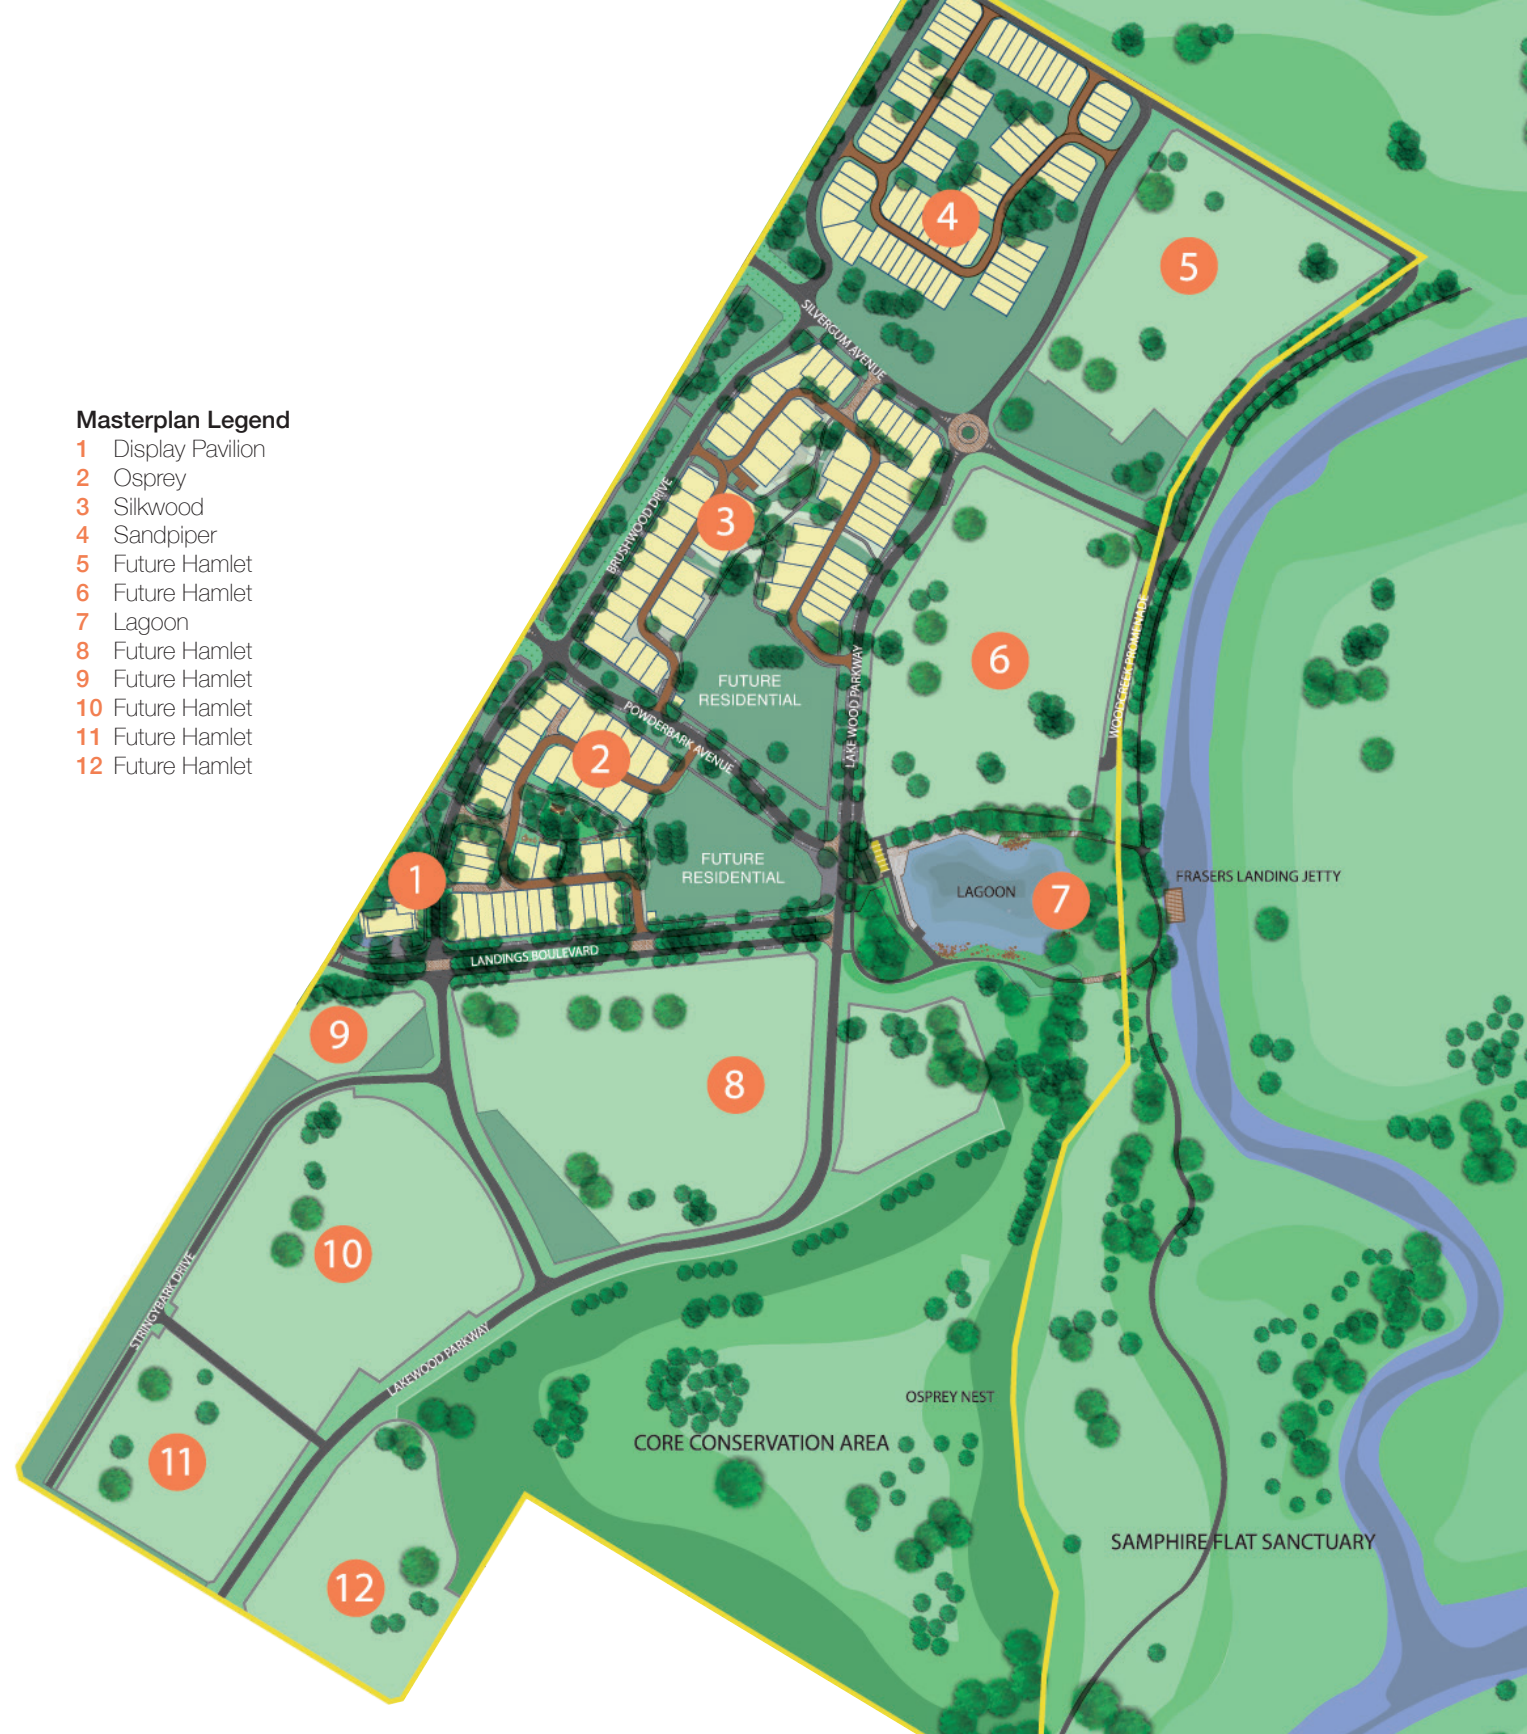 Masterplan Legend
1 Display Pavilion
2 Osprey
3 Silkwood
4 Sandpiper
5 Future Hamlet
6 Future Hamlet
7 Lagoon
8 Future Hamlet
9 Future Hamlet
10 Future Hamlet
11 Future Hamlet
12 Future Hamlet
4
5
SILVERGUM AVENUE
3
BRUSHWOOD DRIVE
6
WOODCREEK PROMENADE
FUTURE
RESIDENTIAL
LAKE WOOD PARKWAY
POWDERBARK AVENUE
2
FUTURE
RESIDENTIAL
1
LAGOON
7
FRASERS LANDING JETTY
LANDINGS BOULEVARD
9
8
10
STRINGYBARK DRIVE
LAKEWOOD PARKWAY
OSPREY NEST
CORE CONSERVATION AREA
11
SAMPHIRE FLAT SANCTUARY
12